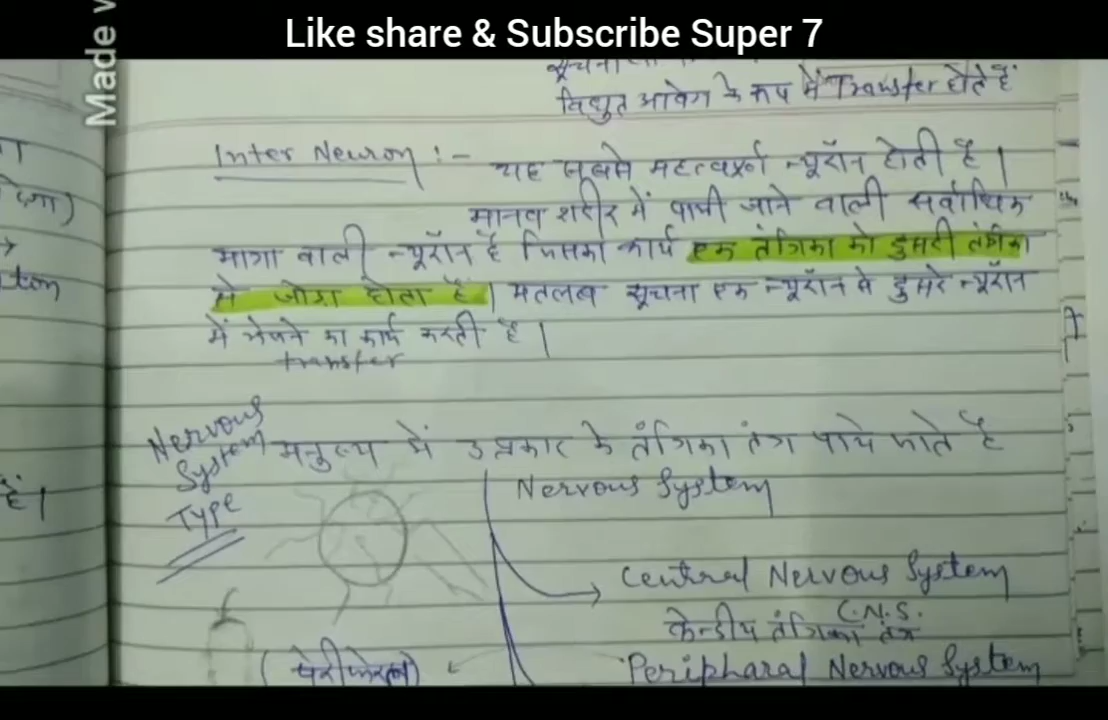 Like share & Subscribe Super 7
Made
विधुत आवेग के रूप में Transfer होते हैं
Inter Neuron :- यह सबसे महत्वपूर्ण न्यूरॉन होती है।
मानव शरीर में पायी जाने वाली सर्वाधिक
मात्रा वाली न्यूरॉन है जिसका कार्य एक तंत्रिका को दुसरी तंत्रिका
से जोडा होता है। मतलब सूचना एक न्यूरॉन से दुसरे न्यूरॉन
में भेजने का कार्य करती है।
transfer
Nervous System Type
मनुष्य में 3 प्रकार के तंत्रिका तंत्र पाये जाते है
Nervous System
Central Nervous System
C.N.S.
केन्द्रीय तंत्रिका तंत्र
(पेरीफेरल) Peripharal Nervous System